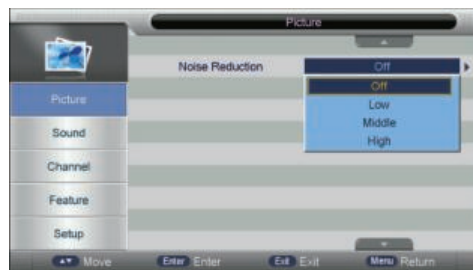 Picture
Noise Reduction Off
Off
Low
Middle
High
Picture
Sound
Channel
Feature
Setup
Move Enter Enter Exit Exit Menu Return